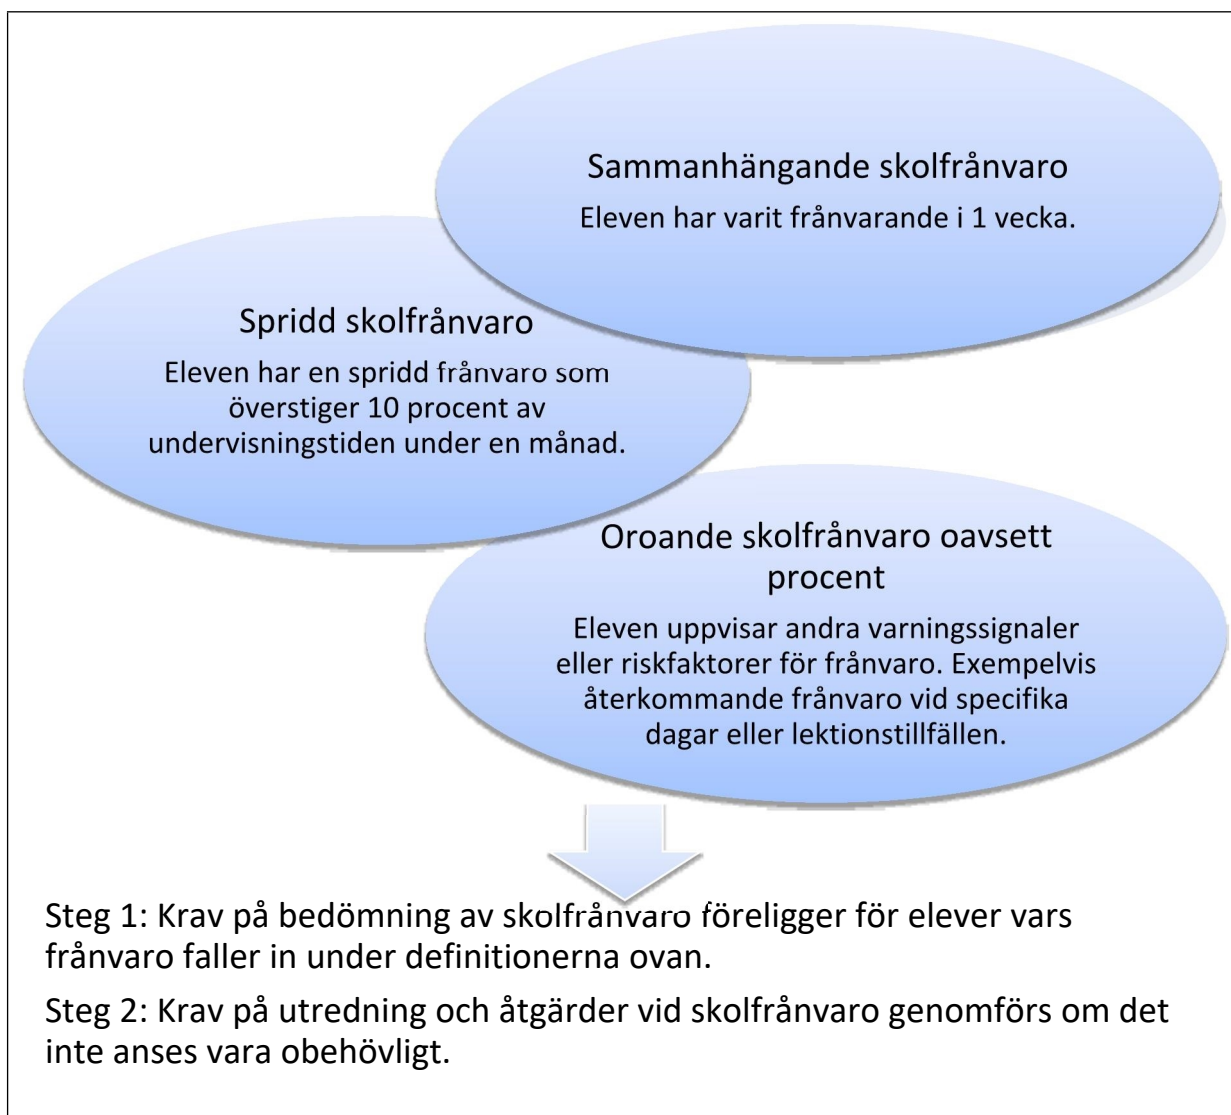 Sammanhängande skolfrånvaro
Eleven har varit frånvarande i 1 vecka.
Spridd skolfrånvaro
Eleven har en spridd frånvaro som
överstiger 10 procent av
undervisningstiden under en månad.
Oroande skolfrånvaro oavsett
procent
Eleven uppvisar andra varningssignaler
eller riskfaktorer för frånvaro. Exempelvis
återkommande frånvaro vid specifika
dagar eller lektionstillfällen.
Steg 1: Krav på bedömning av skolfrånvaro föreligger för elever vars
frånvaro faller in under definitionerna ovan.
Steg 2: Krav på utredning och åtgärder vid skolfrånvaro genomförs om det
inte anses vara obehövligt.